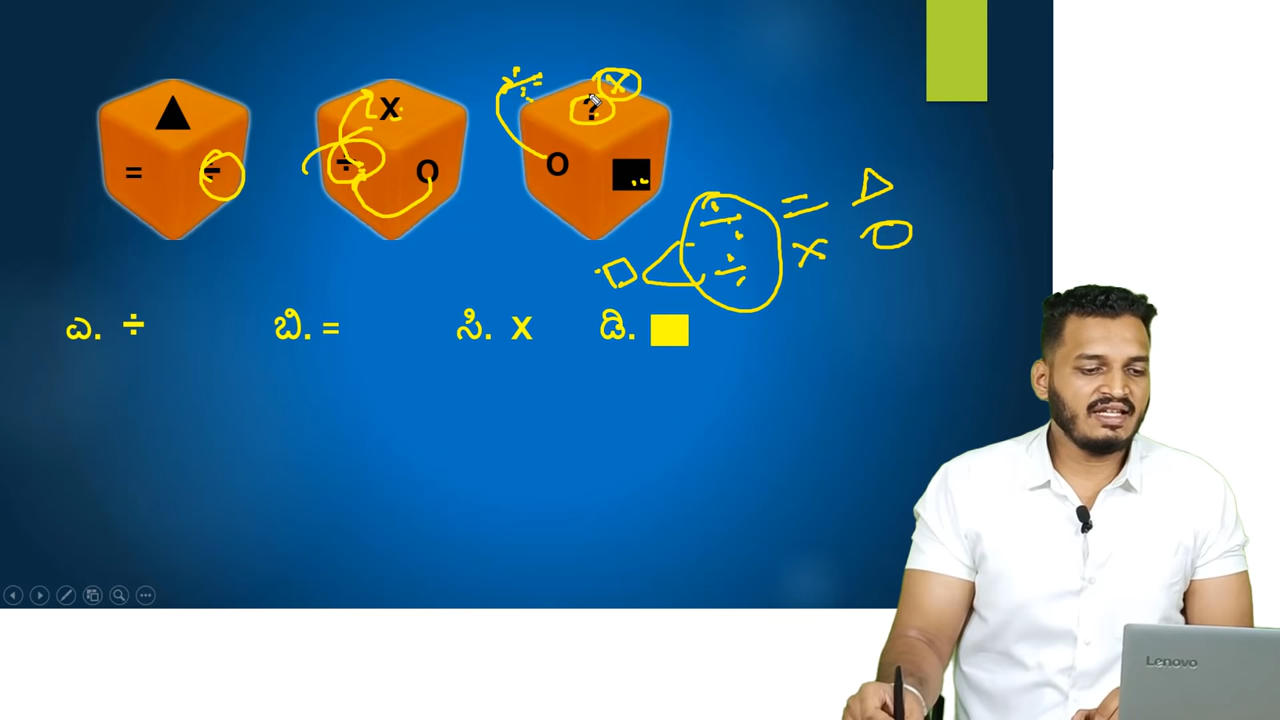 ▲ X ?
= ÷ ÷ O O ■
÷ = △
÷ X O
□ △
ಎ. ÷ ಬಿ. = ಸಿ. X ಡಿ. ■
Lenovo